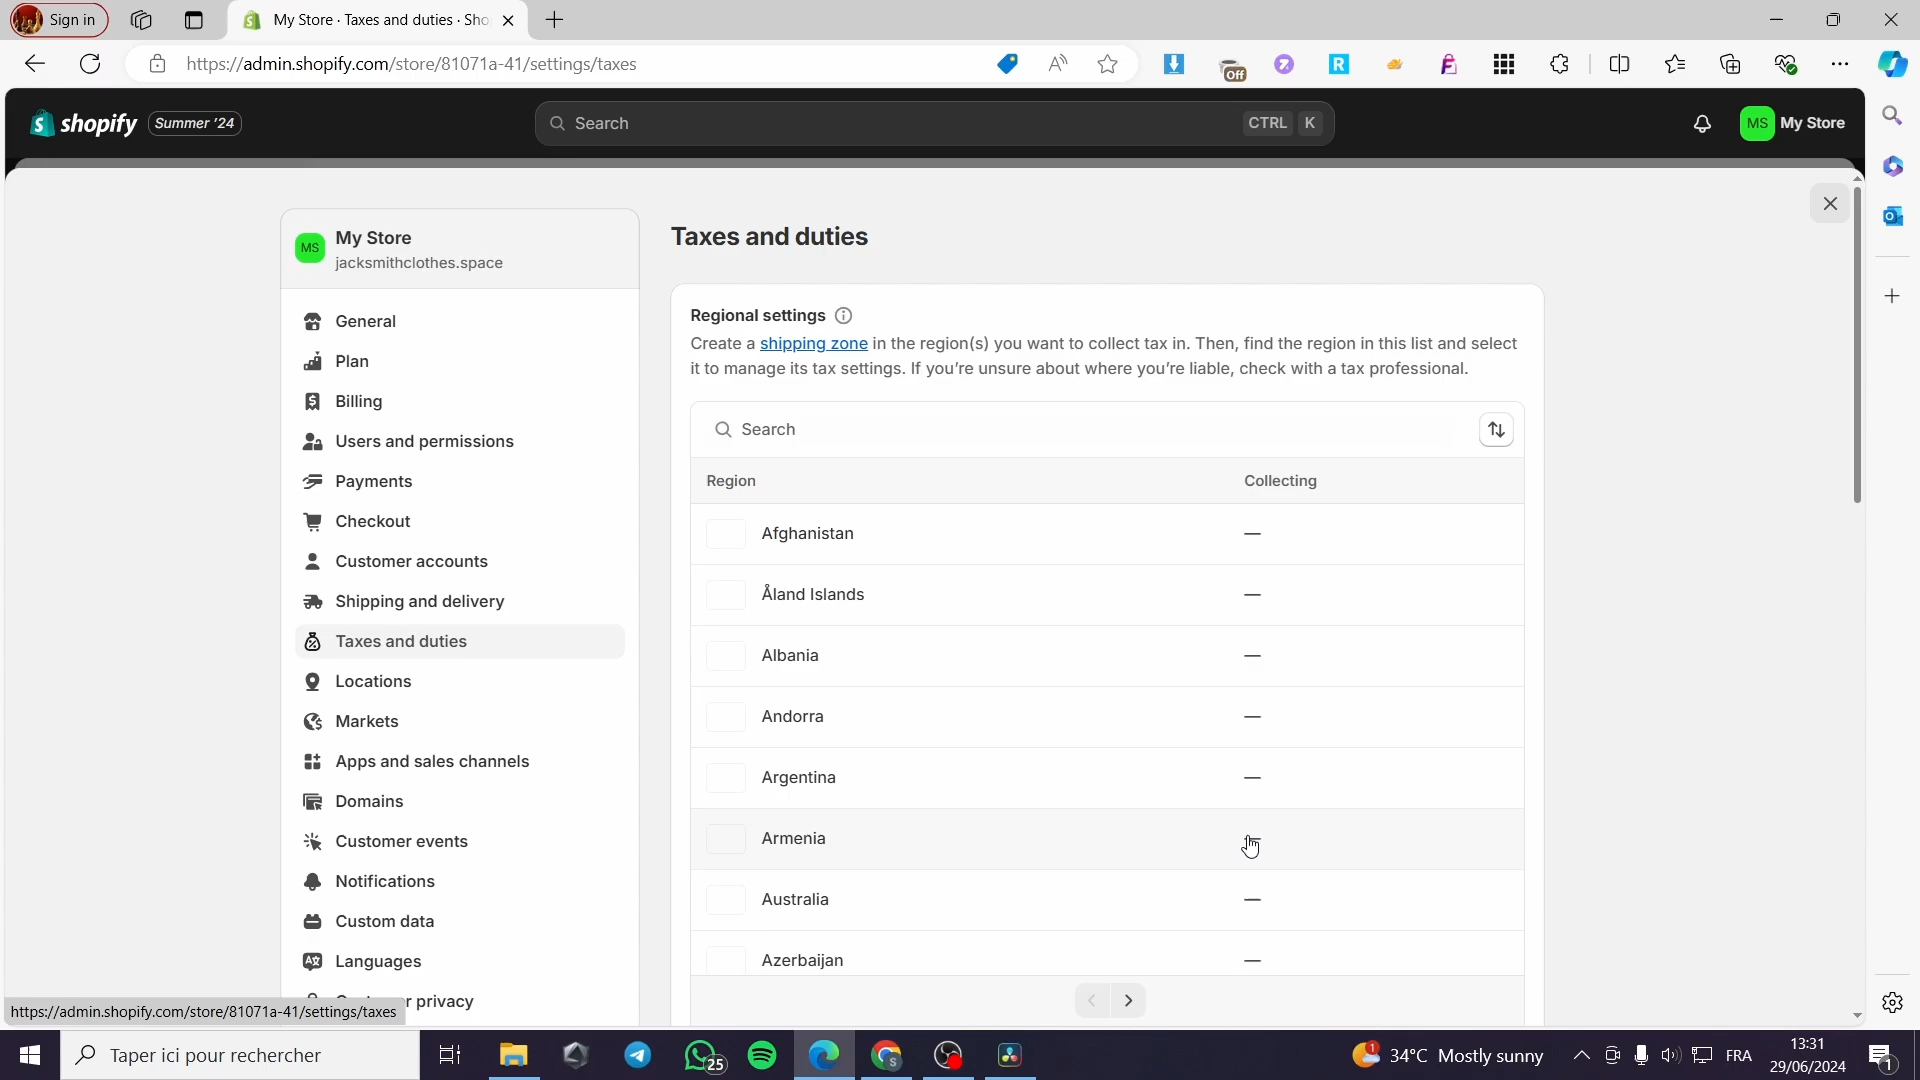 Sign in
My Store · Taxes and duties · Sho
https://admin.shopify.com/store/81071a-41/settings/taxes
Off
shopify
Summer '24
Search
CTRL K
MS My Store
MS
My Store
jacksmithclothes.space
General
Plan
Billing
Users and permissions
Payments
Checkout
Customer accounts
Shipping and delivery
Taxes and duties
Locations
Markets
Apps and sales channels
Domains
Customer events
Notifications
Custom data
Languages
r privacy
Taxes and duties
Regional settings
Create a shipping zone in the region(s) you want to collect tax in. Then, find the region in this list and select
it to manage its tax settings. If you're unsure about where you're liable, check with a tax professional.
Search
Region Collecting
Afghanistan —
Åland Islands —
Albania —
Andorra —
Argentina —
Armenia —
Australia —
Azerbaijan —
https://admin.shopify.com/store/81071a-41/settings/taxes
Taper ici pour rechercher
25
1
34°C Mostly sunny
FRA
13:31
29/06/2024
1